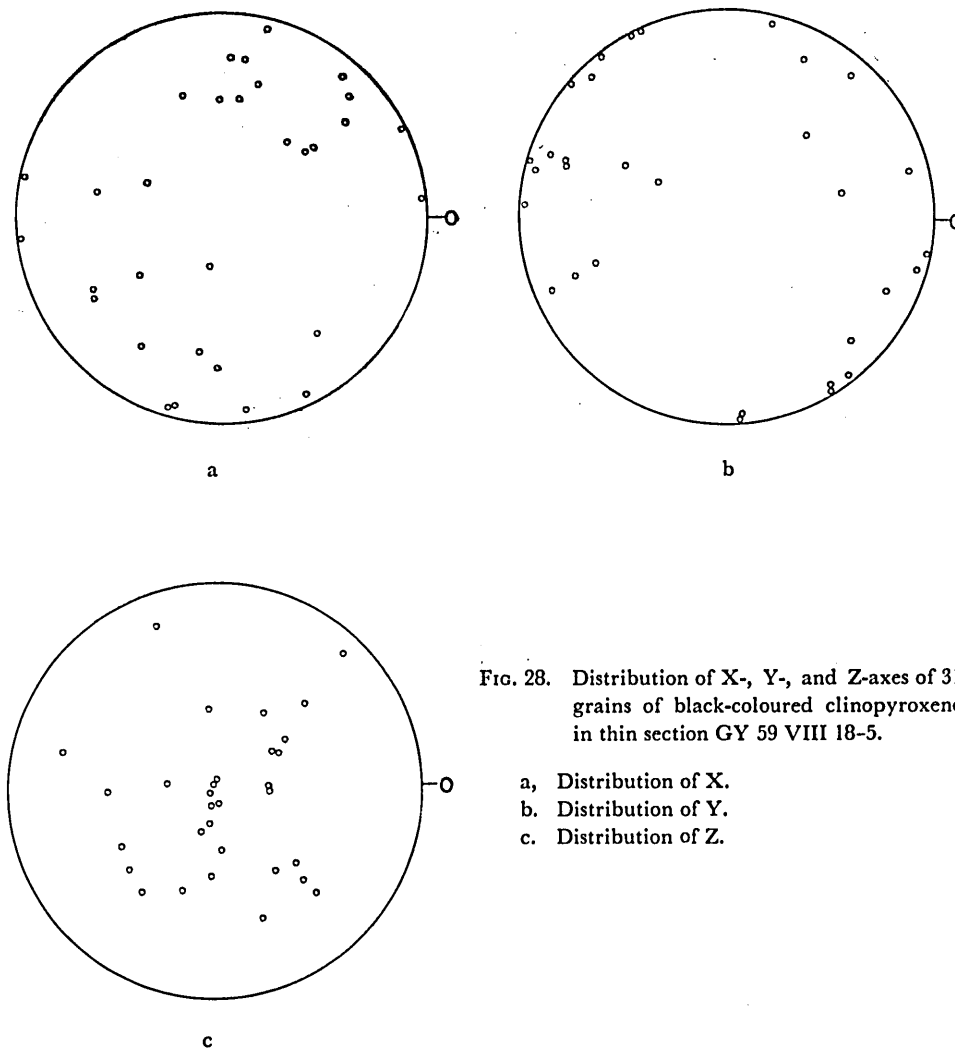 O
O
a
b
FIG. 28. Distribution of X-, Y-, and Z-axes of 31
grains of black-coloured clinopyroxene
in thin section GY 59 VIII 18–5.
O
a, Distribution of X.
b. Distribution of Y.
c. Distribution of Z.
c